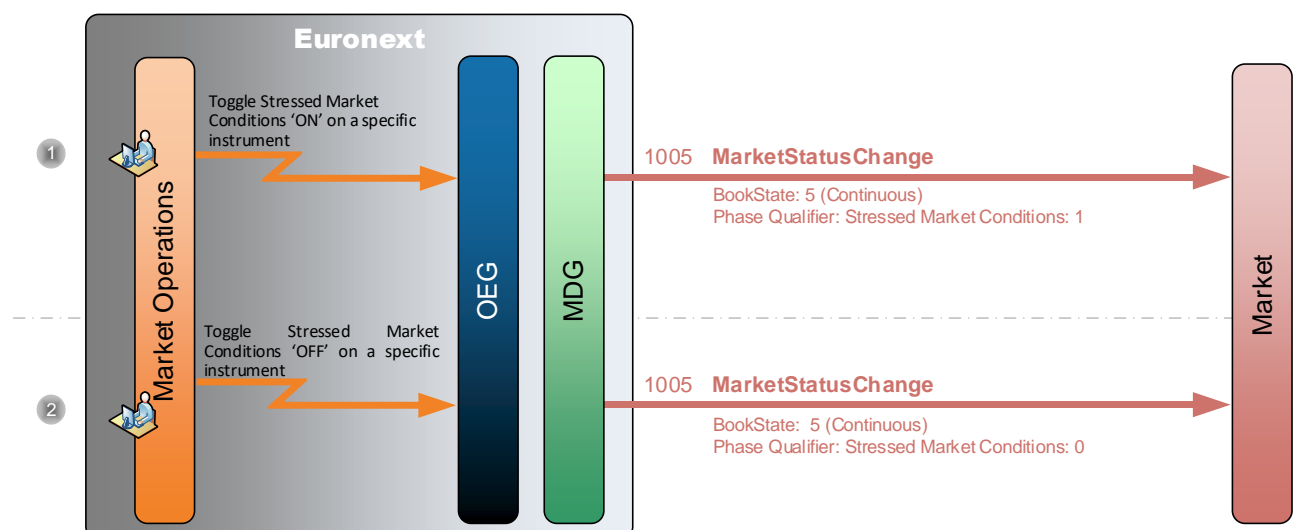 Euronext
Market Operations
OEG
MDG
Market
1
Toggle Stressed Market
Conditions ‘ON’ on a specific
instrument
1005 MarketStatusChange
BookState: 5 (Continuous)
Phase Qualifier: Stressed Market Conditions: 1
2
Toggle Stressed Market
Conditions ‘OFF’ on a specific
instrument
1005 MarketStatusChange
BookState: 5 (Continuous)
Phase Qualifier: Stressed Market Conditions: 0